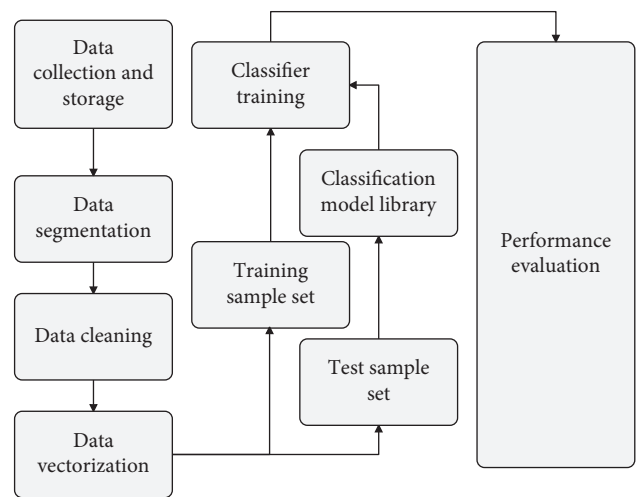 Data
collection and
storage
Data
segmentation
Data cleaning
Data
vectorization
Classifier
training
Training
sample set
Classification
model library
Test sample
set
Performance
evaluation